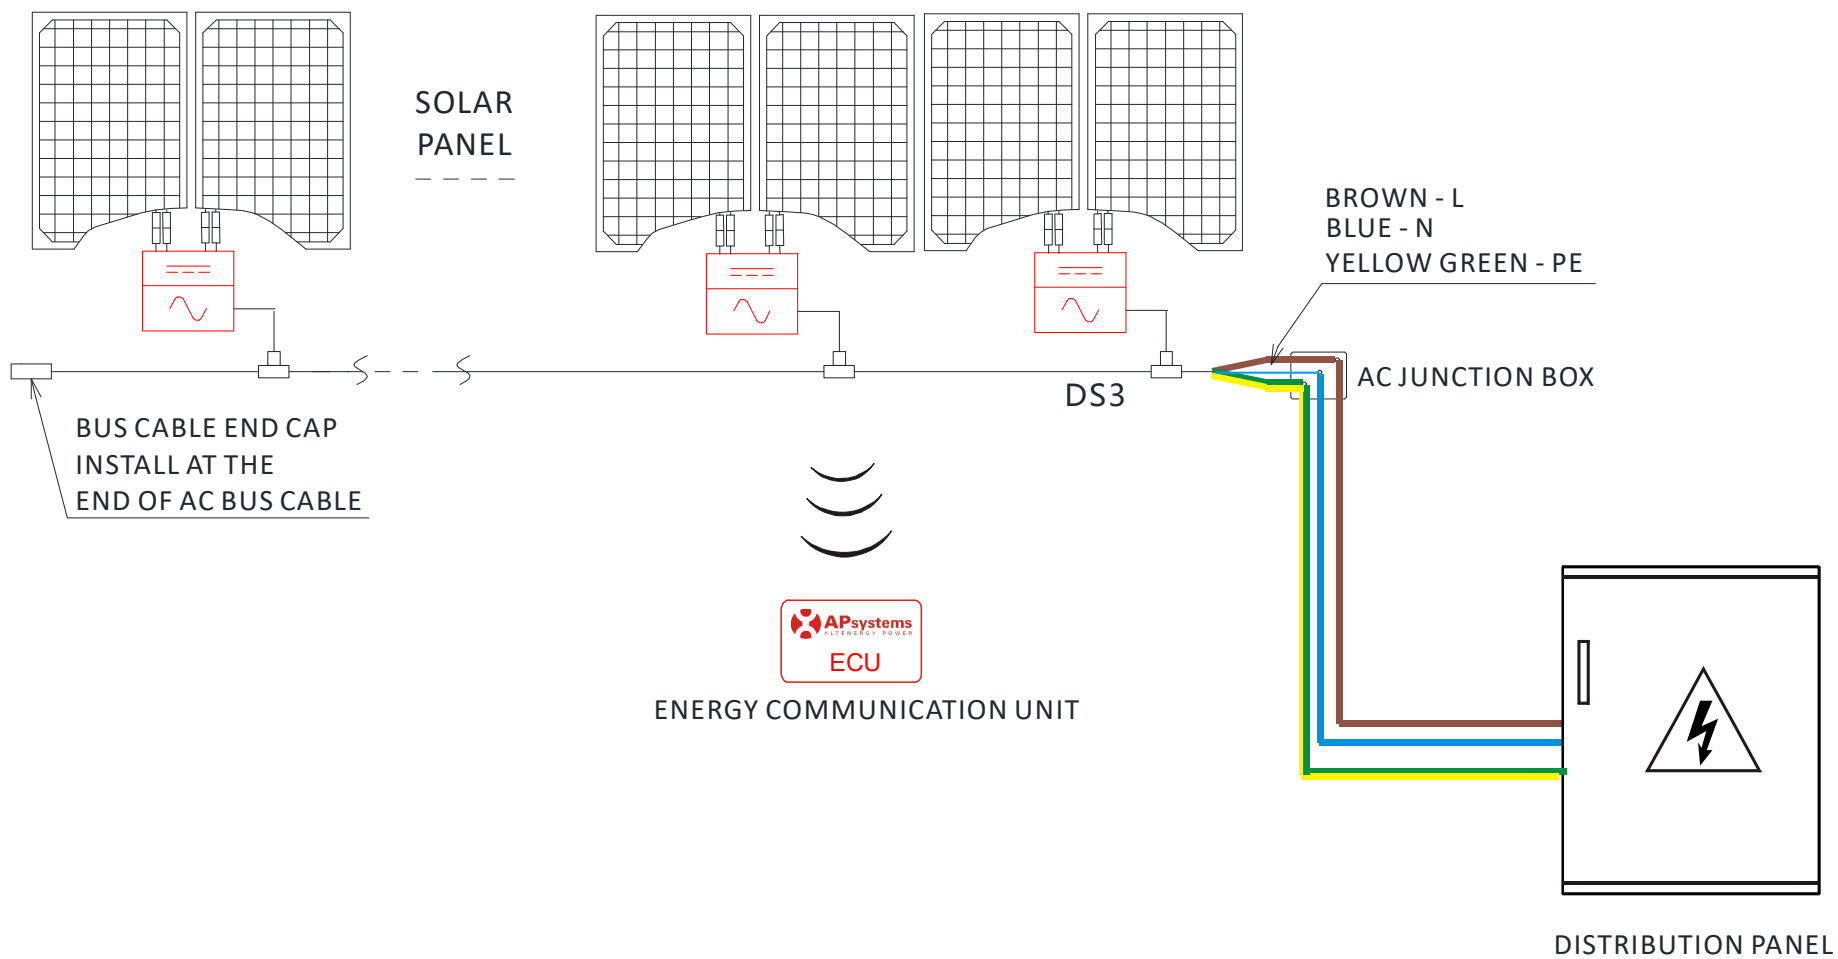 SOLAR
PANEL
BROWN - L
BLUE - N
YELLOW GREEN - PE
AC JUNCTION BOX
DS3
BUS CABLE END CAP
INSTALL AT THE
END OF AC BUS CABLE
APsystems
ALTENERGY POWER
ECU
ENERGY COMMUNICATION UNIT
DISTRIBUTION PANEL